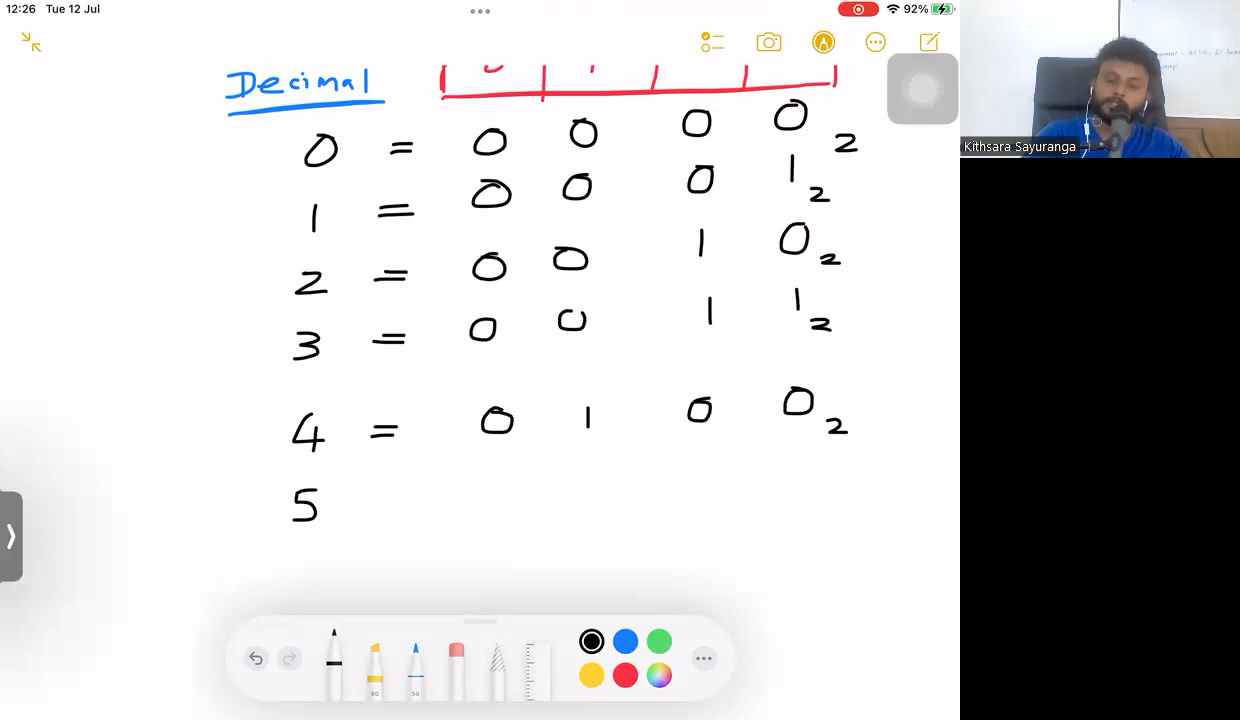 12:26 Tue 12 Jul
92%
Decimal
0 = 0 0 0 0 2
1 = 0 0 0 1 2
2 = 0 0 1 0 2
3 = 0 0 1 1 2
4 = 0 1 0 0 2
5
80 50
Kithsara Sayuranga